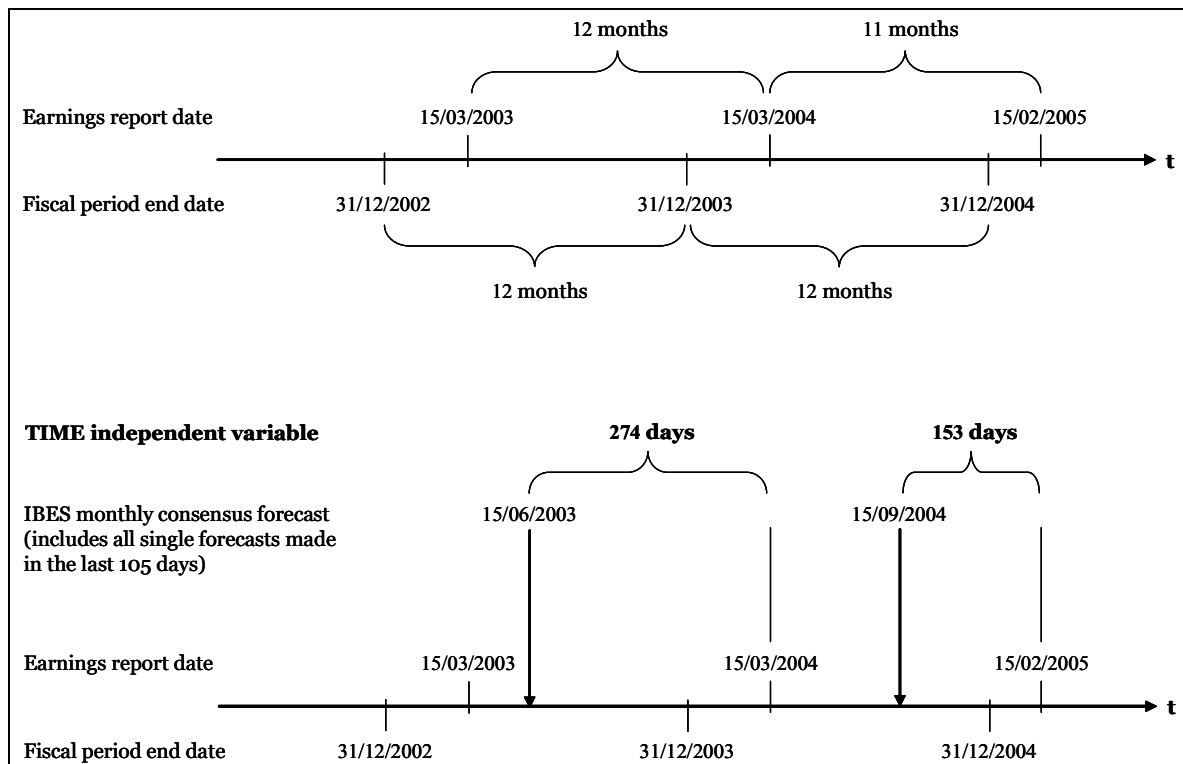 12 months 11 months
Earnings report date 15/03/2003 15/03/2004 15/02/2005
t
Fiscal period end date 31/12/2002 31/12/2003 31/12/2004
12 months 12 months
TIME independent variable 274 days 153 days
IBES monthly consensus forecast 15/06/2003 15/09/2004
(includes all single forecasts made
in the last 105 days)
Earnings report date 15/03/2003 15/03/2004 15/02/2005
t
Fiscal period end date 31/12/2002 31/12/2003 31/12/2004